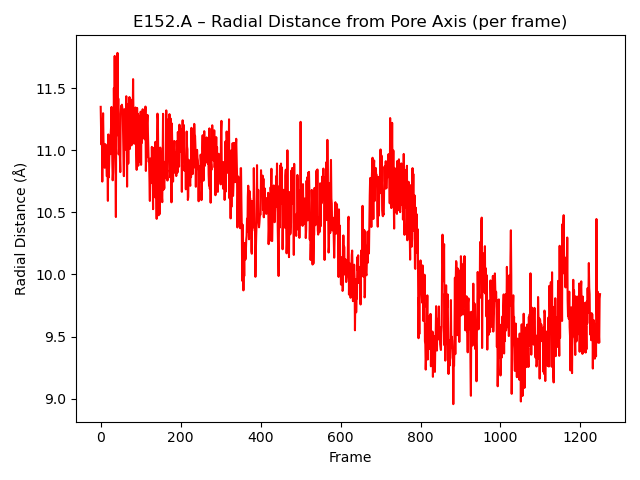 E152.A – Radial Distance from Pore Axis (per frame)
11.5
11.0
10.5
10.0
9.5
9.0
Radial Distance (Å)
0 200 400 600 800 1000 1200
Frame